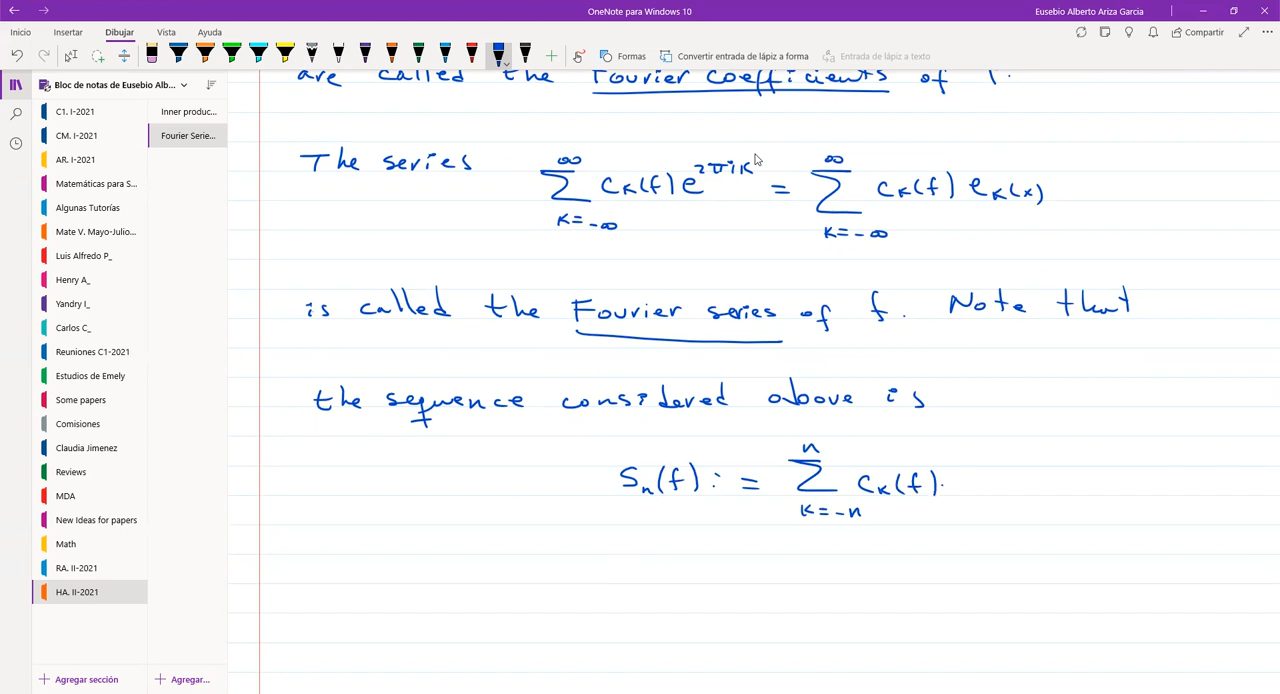 OneNote para Windows 10
Eusebio Alberto Ariza Garcia
Inicio Insertar Dibujar Vista Ayuda
Compartir
Formas Convertir entrada de lápiz a forma Entrada de lápiz a texto
Bloc de notas de Eusebio Alb...
C1. I-2021
CM. I-2021
AR. I-2021
Matemáticas para S...
Algunas Tutorías
Mate V. Mayo-Julio...
Luis Alfredo P_
Henry A_
Yandry I_
Carlos C_
Reuniones C1-2021
Estudios de Emely
Some papers
Comisiones
Claudia Jimenez
Reviews
MDA
New Ideas for papers
Math
RA. II-2021
HA. II-2021
Agregar sección
Inner produc...
Fourier Serie...
Agregar...
are called the Fourier coefficients of f.
The series ∑_{k=-∞}^{∞} c_k(f) e^{2πik} = ∑_{k=-∞}^{∞} c_k(f) e_k(x)
is called the Fourier series of f. Note that
the sequence considered above is
S_n(f) := ∑_{k=-n}^{n} c_k(f).